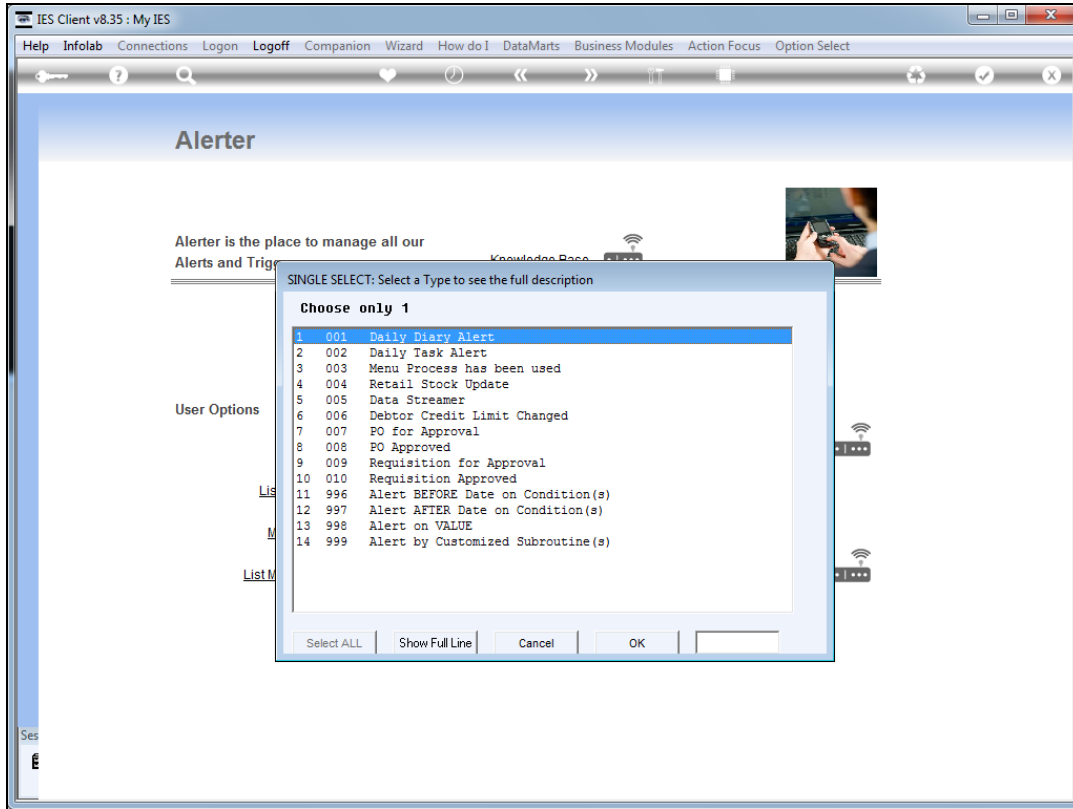 IES Client v8.35 : My IES
Help Infolab Connections Logon Logoff Companion Wizard How do I DataMarts Business Modules Action Focus Option Select
Alerter
Alerter is the place to manage all our
Knowledge Base
Alerts and
SINGLE SELECT: Select a Type to see the full description
Choose only 1
1 001 Daily Diary Alert
2 002 Daily Task Alert
3 003 Menu Process has been used
4 004 Retail Stock Update
5 005 Data Streamer
6 006 Debtor Credit Limit Changed
7 007 PO for Approval
8 008 PO Approved
9 009 Requisition for Approval
10 010 Requisition Approved
11 996 Alert BEFORE Date on Condition(s)
12 997 Alert AFTER Date on Condition(s)
13 998 Alert on VALUE
14 999 Alert by Customized Subroutine(s)
User Options
List
Select ALL Show Full Line Cancel OK